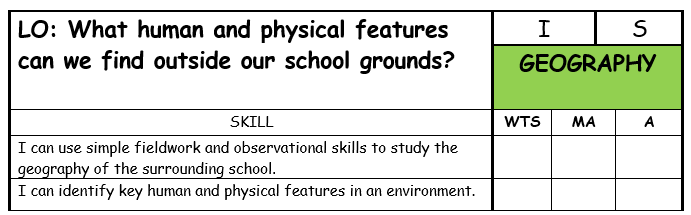 LO: What human and physical features
can we find outside our school grounds?
I S
GEOGRAPHY
SKILL WTS MA A
I can use simple fieldwork and observational skills to study the
geography of the surrounding school.
I can identify key human and physical features in an environment.